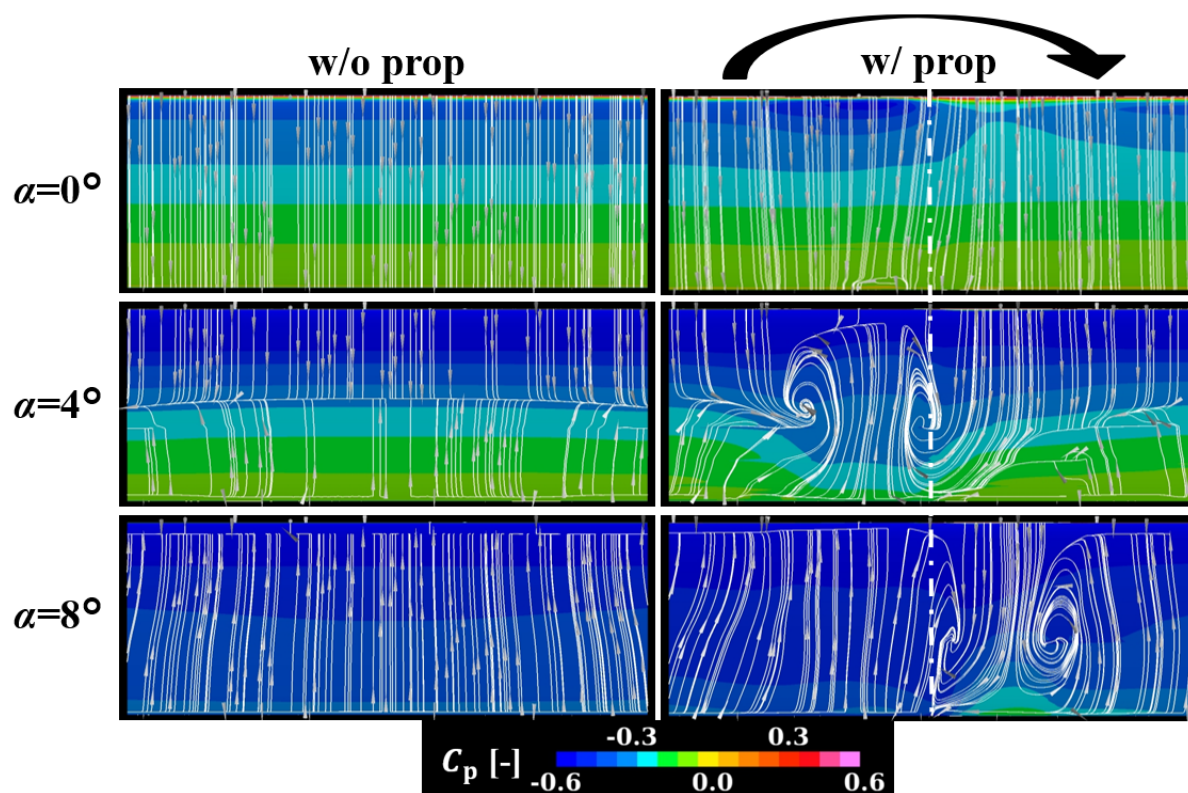 w/o prop
w/ prop
α=0°
α=4°
α=8°
-0.3 0.3
Cp [-]
-0.6 0.0 0.6